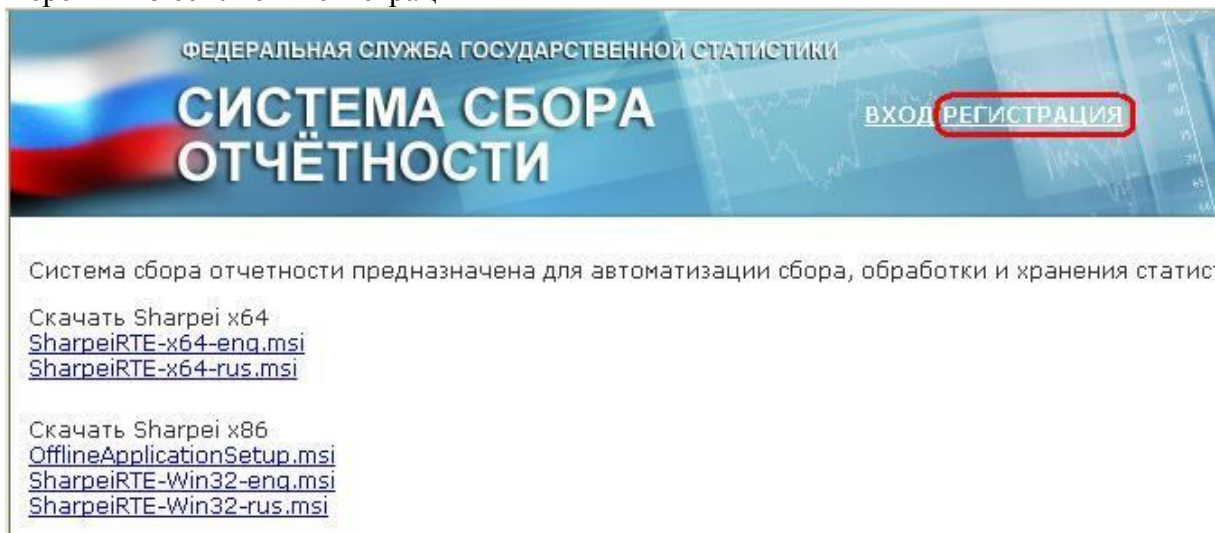 ФЕДЕРАЛЬНАЯ СЛУЖБА ГОСУДАРСТВЕННОЙ СТАТИСТИКИ
СИСТЕМА СБОРА
ОТЧЁТНОСТИ
ВХОД РЕГИСТРАЦИЯ
Система сбора отчетности предназначена для автоматизации сбора, обработки и хранения статис
Скачать Sharpei x64
SharpeiRTE-x64-eng.msi
SharpeiRTE-x64-rus.msi
Скачать Sharpei x86
OfflineApplicationSetup.msi
SharpeiRTE-Win32-eng.msi
SharpeiRTE-Win32-rus.msi